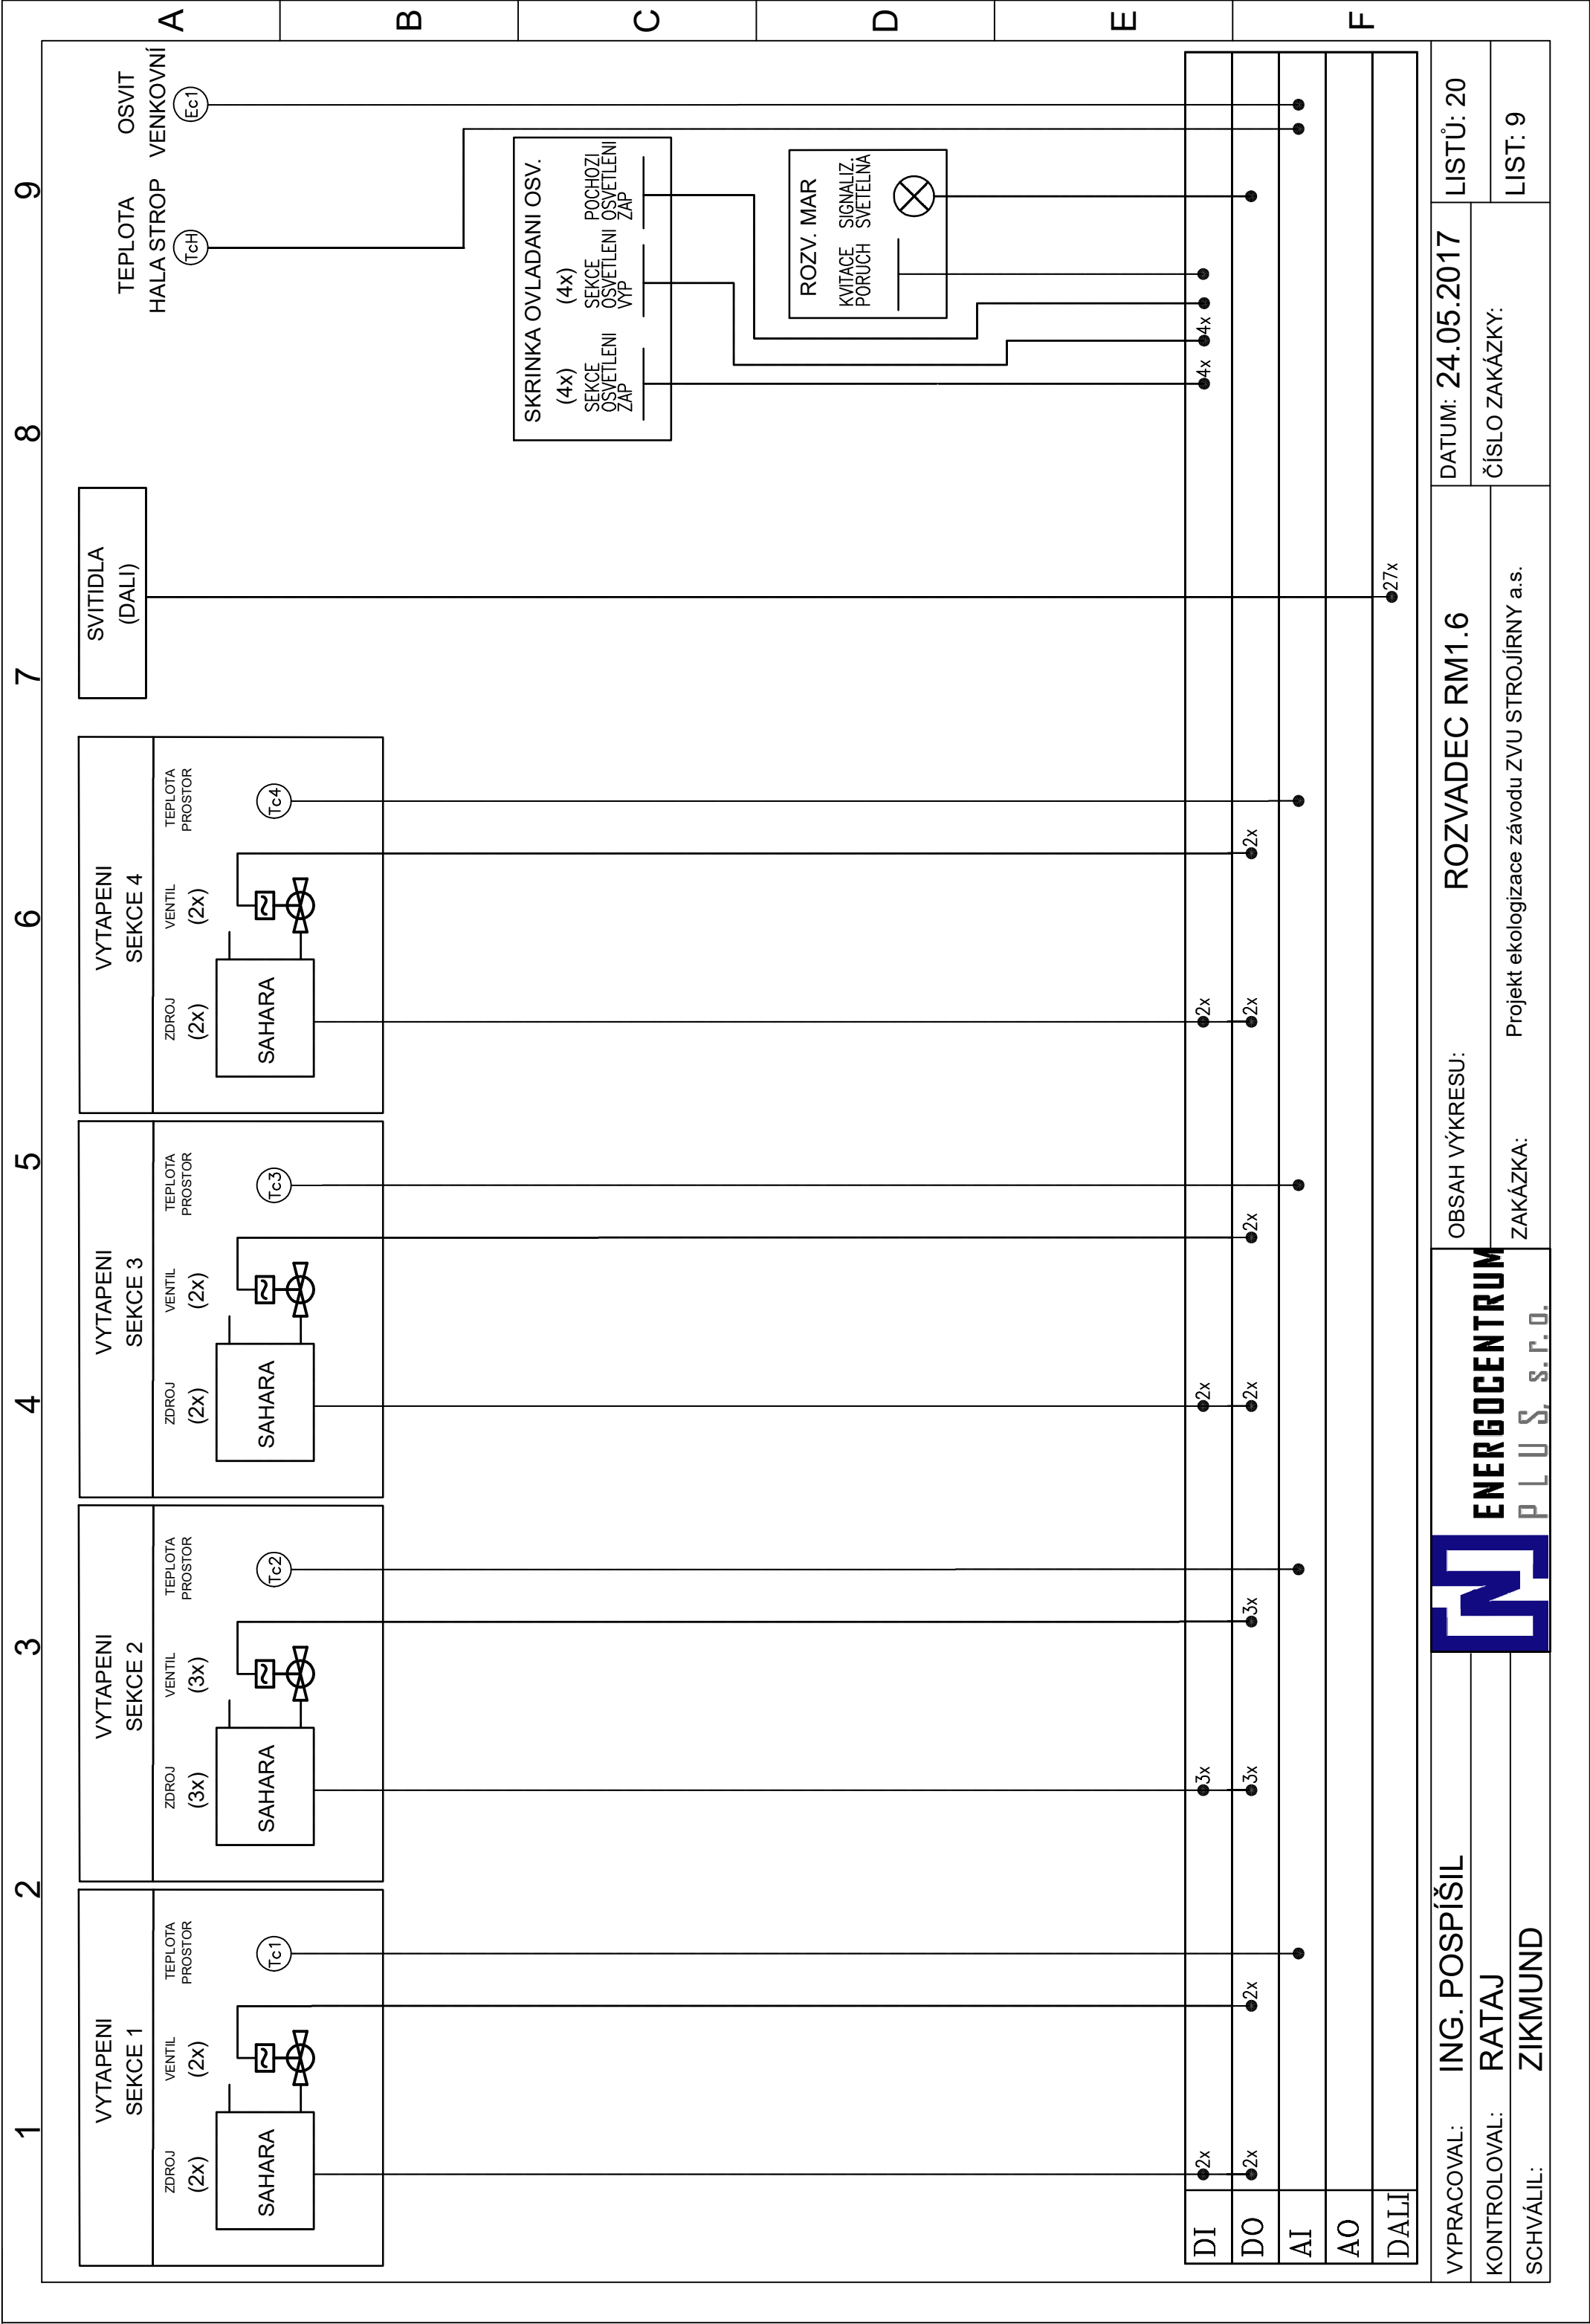 1 2 3 4 5 6 7 8 9
A
B
C
D
E
F
VYTAPENI
SEKCE 1
ZDROJ
(2x)
VENTIL
(2x)
TEPLOTA
PROSTOR
SAHARA
Tc1
VYTAPENI
SEKCE 2
ZDROJ
(3x)
VENTIL
(3x)
TEPLOTA
PROSTOR
SAHARA
Tc2
VYTAPENI
SEKCE 3
ZDROJ
(2x)
VENTIL
(2x)
TEPLOTA
PROSTOR
SAHARA
Tc3
VYTAPENI
SEKCE 4
ZDROJ
(2x)
VENTIL
(2x)
TEPLOTA
PROSTOR
SAHARA
Tc4
SVITIDLA
(DALI)
TEPLOTA
HALA STROP
TcH
OSVIT
VENKOVNÍ
Ec1
SKRINKA OVLADANI OSV.
(4x)
SEKCE
OSVETLENI
ZAP
(4x)
SEKCE
OSVETLENI
VYP
POCHOZI
OSVETLENI
ZAP
ROZV. MAR
KVITACE
PORUCH
SIGNALIZ.
SVETELNA
DI 2x 3x 2x 2x 4x 4x
DO 2x 2x 3x 3x 2x 2x 2x 2x
AI
AO
DALI 27x
VYPRACOVAL: ING. POSPÍŠIL
KONTROLOVAL: RATAJ
SCHVÁLIL: ZIKMUND
ENERGOCENTRUM
PLUS, s.r.o.
OBSAH VÝKRESU: ROZVADEC RM1.6
ZAKÁZKA: Projekt ekologizace závodu ZVU STROJÍRNY a.s.
DATUM: 24.05.2017
ČÍSLO ZAKÁZKY:
LISTŮ: 20
LIST: 9